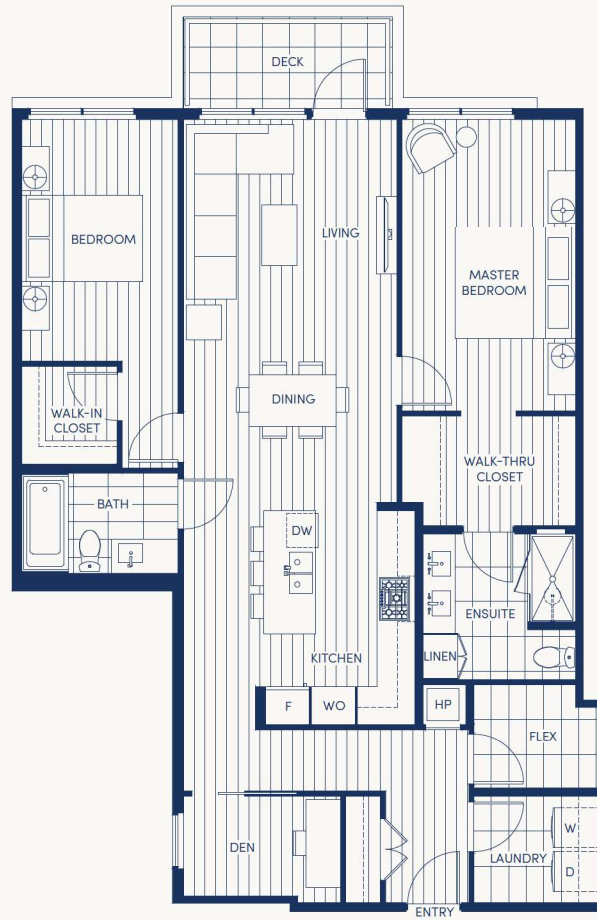 DECK
LIVING
BEDROOM
MASTER
BEDROOM
DINING
WALK-IN
CLOSET
WALK-THRU
CLOSET
BATH
DW
ENSUITE
KITCHEN
LINEN
F
WO
HP
FLEX
DEN
LAUNDRY
W
D
ENTRY